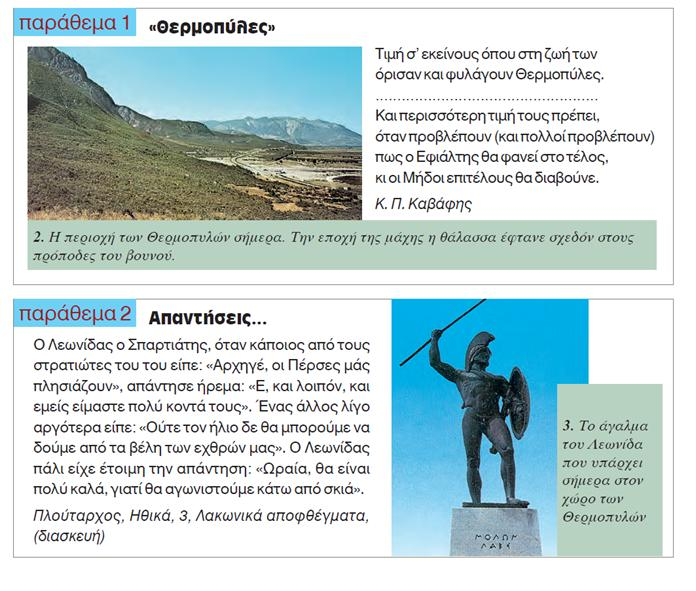 παράθεμα 1
«Θερμοπύλες»
Τιμή σ’ εκείνους όπου στη ζωή των
όρισαν και φυλάγουν Θερμοπύλες.
....................................................
Και περισσότερη τιμή τους πρέπει,
όταν προβλέπουν (και πολλοί προβλέπουν)
πως ο Εφιάλτης θα φανεί στο τέλος,
κι οι Μήδοι επιτέλους θα διαβούνε.
Κ. Π. Καβάφης
2. Η περιοχή των Θερμοπυλών σήμερα. Την εποχή της μάχης η θάλασσα έφτανε σχεδόν στους
πρόποδες του βουνού.
παράθεμα 2
Απαντήσεις...
Ο Λεωνίδας ο Σπαρτιάτης, όταν κάποιος από τους
στρατιώτες του του είπε: «Αρχηγέ, οι Πέρσες μάς
πλησιάζουν», απάντησε ήρεμα: «Ε, και λοιπόν, και
εμείς είμαστε πολύ κοντά τους». Ένας άλλος λίγο
αργότερα είπε: «Ούτε τον ήλιο δε θα μπορούμε να
δούμε από τα βέλη των εχθρών μας». Ο Λεωνίδας
πάλι είχε έτοιμη την απάντηση: «Ωραία, θα είναι
πολύ καλά, γιατί θα αγωνιστούμε κάτω από σκιά».
Πλούταρχος, Ηθικά, 3, Λακωνικά αποφθέγματα,
(διασκευή)
ΜΟΛΩΝ
ΛΑΒΕ
3. Το άγαλμα
του Λεωνίδα
που υπάρχει
σήμερα στον
χώρο των
Θερμοπυλών